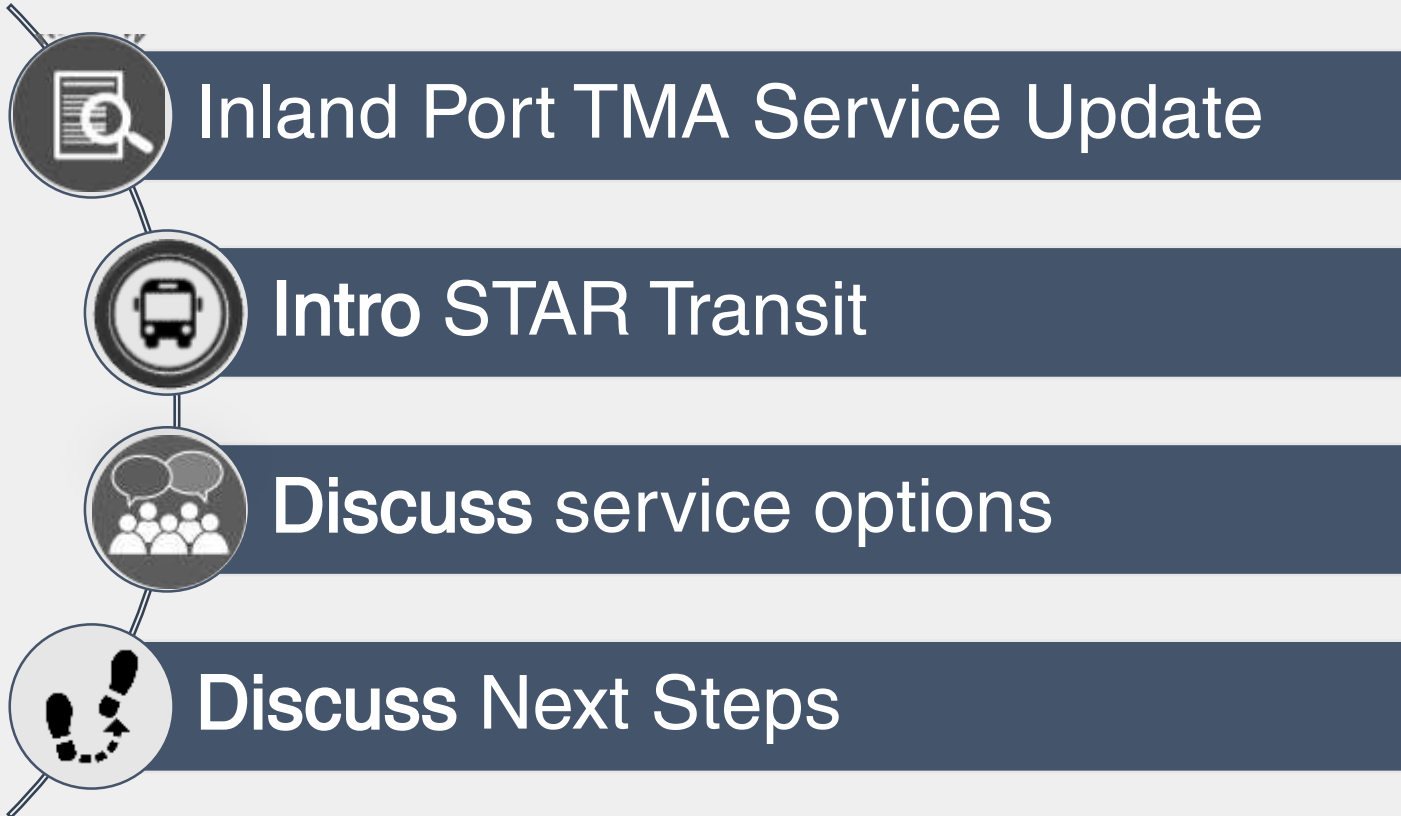 Inland Port TMA Service Update
Intro STAR Transit
Discuss service options
Discuss Next Steps